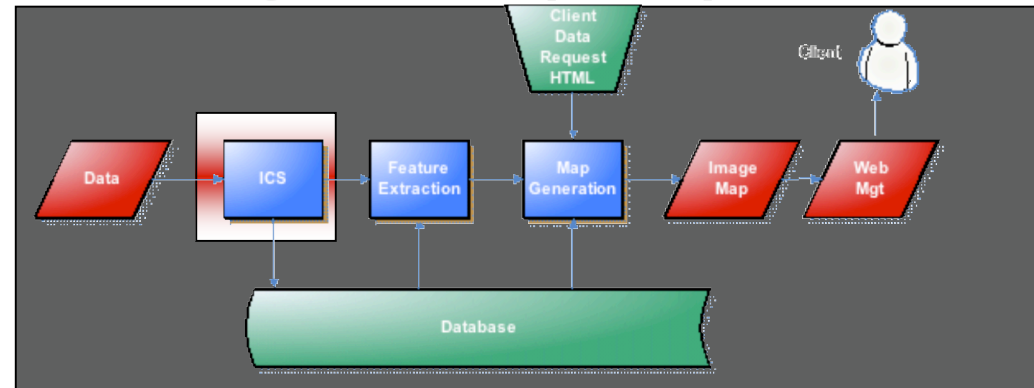 Client
Data
Request
HTML
Client
Data
ICS
Feature
Extraction
Map
Generation
Image
Map
Web
Mgt
Database